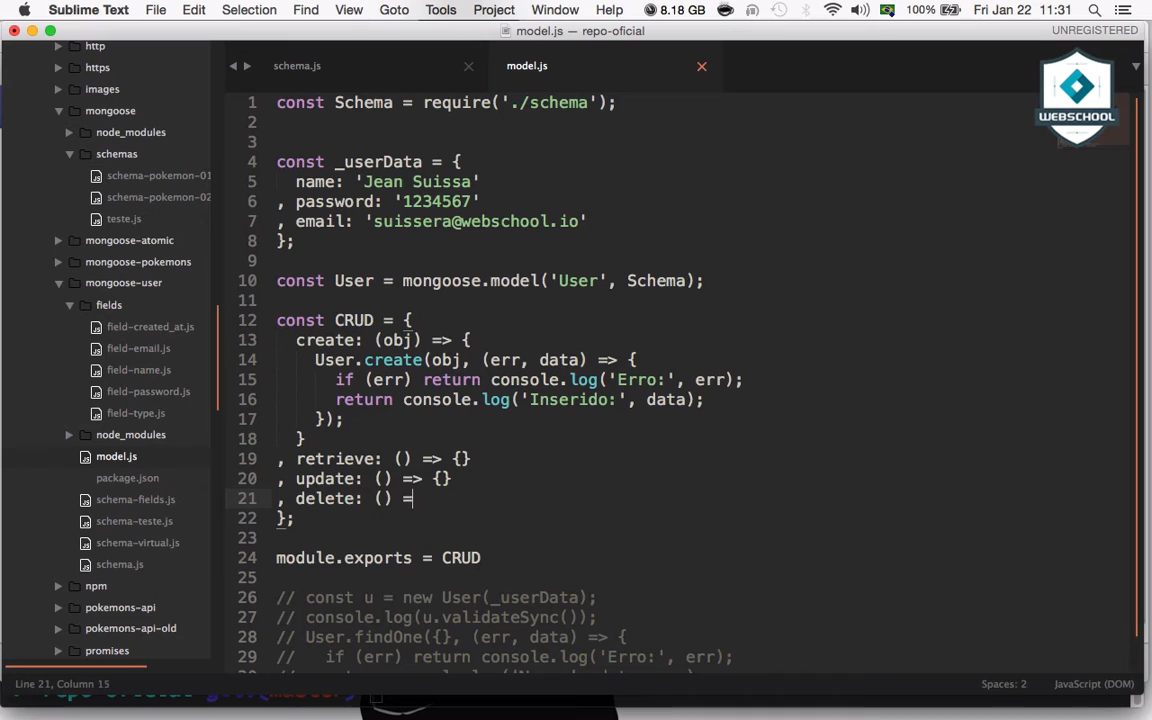 Sublime Text File Edit Selection Find View Goto Tools Project Window Help 8.18 GB 100% Fri Jan 22 11:31
model.js — repo-oficial UNREGISTERED
http
https
images
mongoose
node_modules
schemas
schema-pokemon-01
schema-pokemon-02
teste.js
mongoose-atomic
mongoose-pokemons
mongoose-user
fields
field-created_at.js
field-email.js
field-name.js
field-password.js
field-type.js
node_modules
model.js
package.json
schema-fields.js
schema-teste.js
schema-virtual.js
schema.js
npm
pokemons-api
pokemons-api-old
promises
schema.js model.js
WEBSCHOOL
1 const Schema = require('./schema');
2
3
4 const _userData = {
5 name: 'Jean Suissa'
6 , password: '1234567'
7 , email: 'suissera@webschool.io'
8 };
9
10 const User = mongoose.model('User', Schema);
11
12 const CRUD = {
13 create: (obj) => {
14 User.create(obj, (err, data) => {
15 if (err) return console.log('Erro:', err);
16 return console.log('Inserido:', data);
17 });
18 }
19 , retrieve: () => {}
20 , update: () => {}
21 , delete: () =
22 };
23
24 module.exports = CRUD
25
26 // const u = new User(_userData);
27 // console.log(u.validateSync());
28 // User.findOne({}, (err, data) => {
29 // if (err) return console.log('Erro:', err);
Line 21, Column 15 Spaces: 2 JavaScript (DOM)